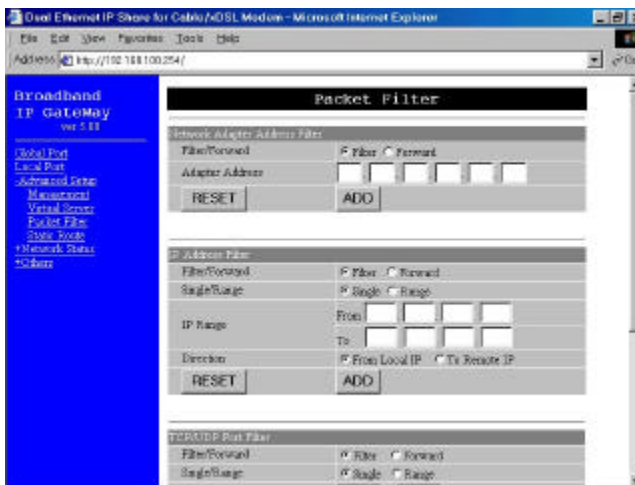 Dual Ethernet IP Share for Cable/xDSL Modem - Microsoft Internet Explorer
File Edit View Favorites Tools Help
Address http://192.168.100.254/
Broadband
IP GateWay
ver 5.11
Global Port
Local Port
-Advanced Setup
Management
Virtual Server
Packet Filter
Static Route
+Network Status
+Others
Packet Filter
Network Adapter Address Filter
Filter/Forward Filter Forward
Adapter Address : : : : :
RESET ADD
IP Address Filter
Filter/Forward Filter Forward
Single/Range Single Range
IP Range From . . .
To . . .
Direction From Local IP To Remote IP
RESET ADD
TCP/UDP Port Filter
Filter/Forward Filter Forward
Single/Range Single Range